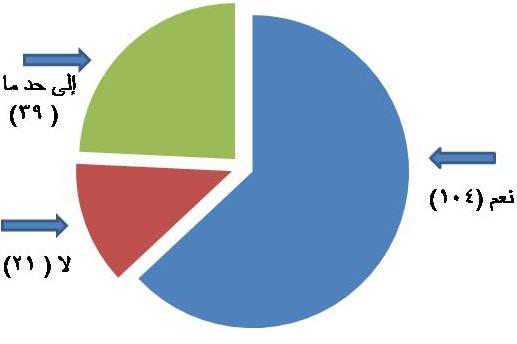 إلى حد ما
( ٣٩ )
نعم (١٠٤)
لا ( ٢١ )